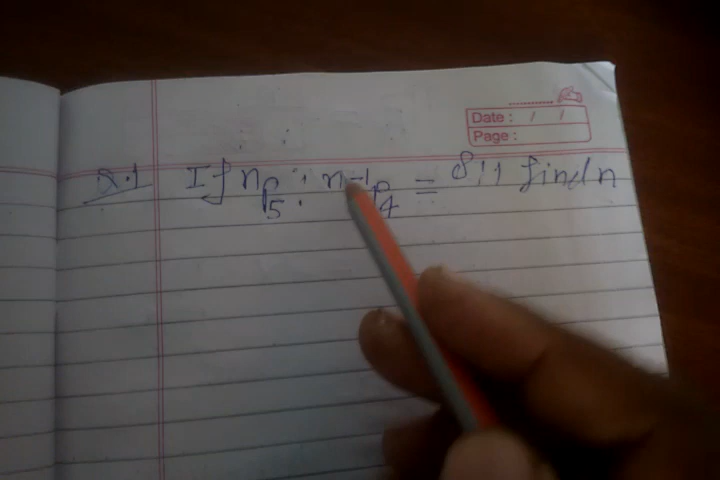 Date : / /
Page :
Q.1 If nP5 : n-1P4 = 8:1 find n